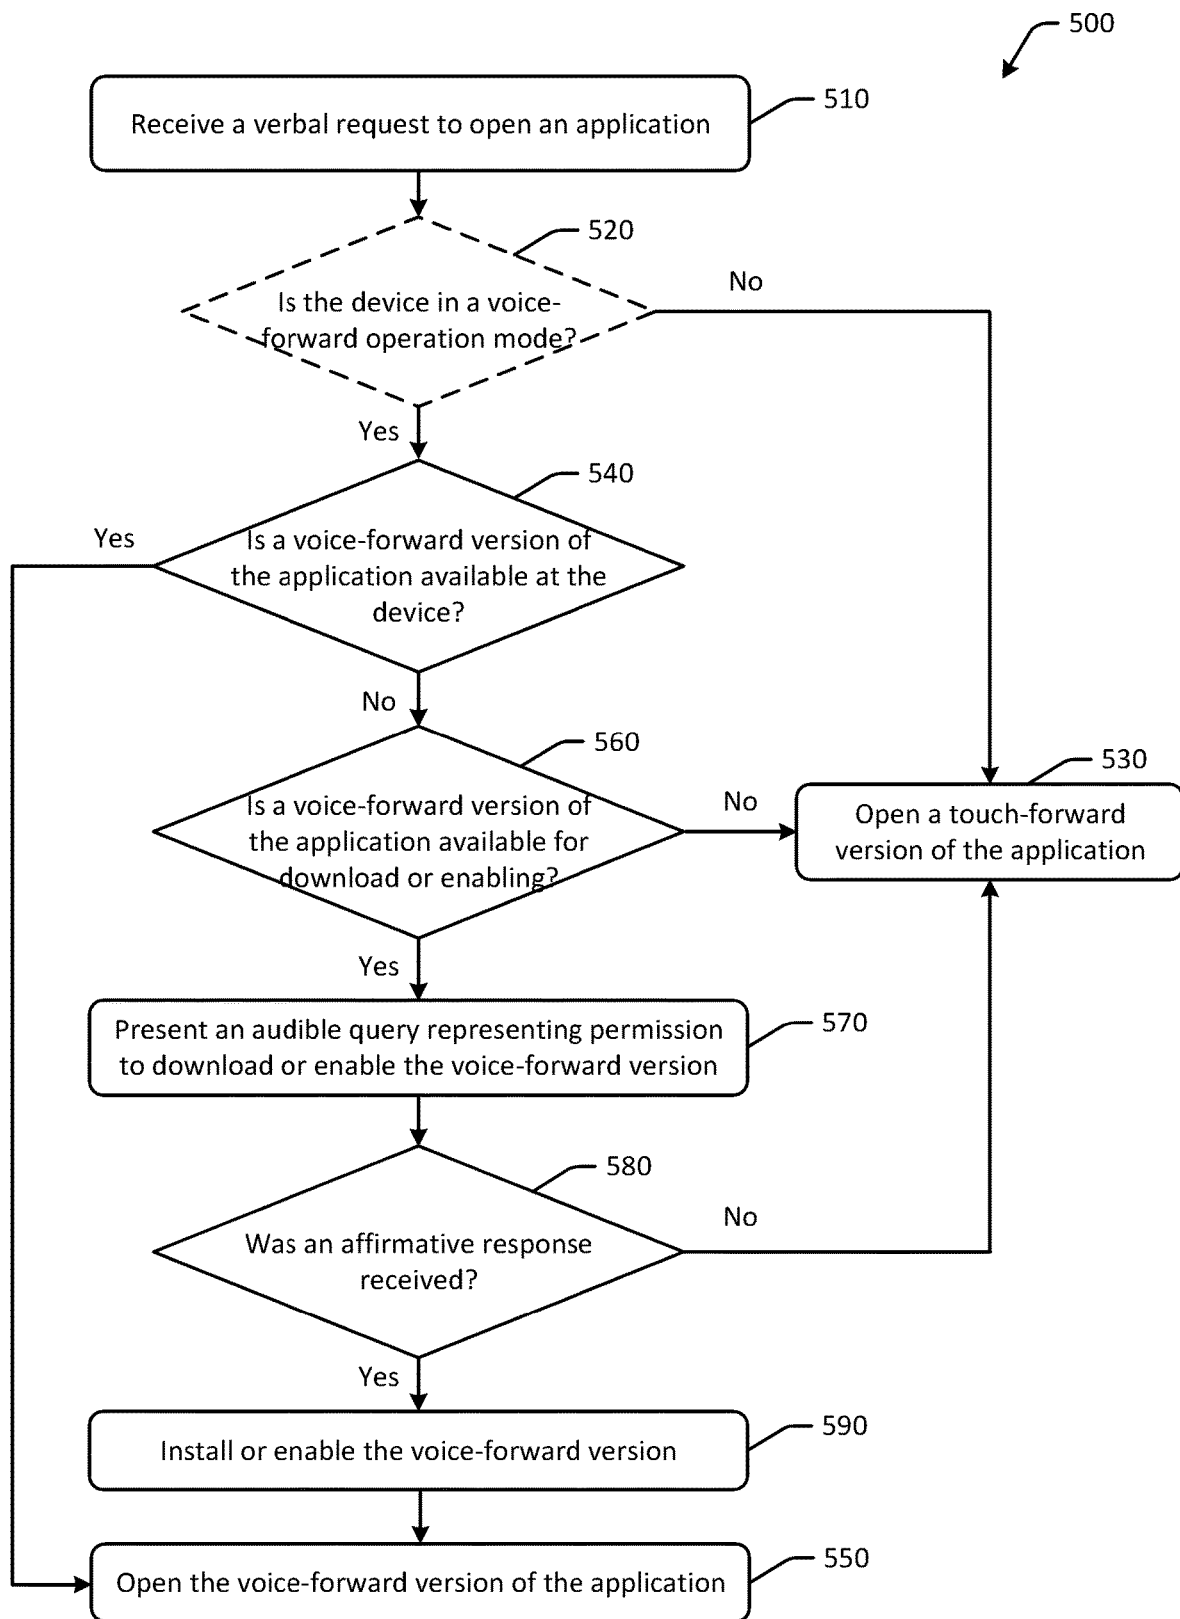 500
510
Receive a verbal request to open an application
520
No
Is the device in a voice-
forward operation mode?
Yes
540
Yes
Is a voice-forward version of
the application available at the
device?
No
560
530
Is a voice-forward version of
the application available for
download or enabling?
No
Open a touch-forward
version of the application
Yes
Present an audible query representing permission
to download or enable the voice-forward version
570
580
No
Was an affirmative response
received?
Yes
590
Install or enable the voice-forward version
550
Open the voice-forward version of the application